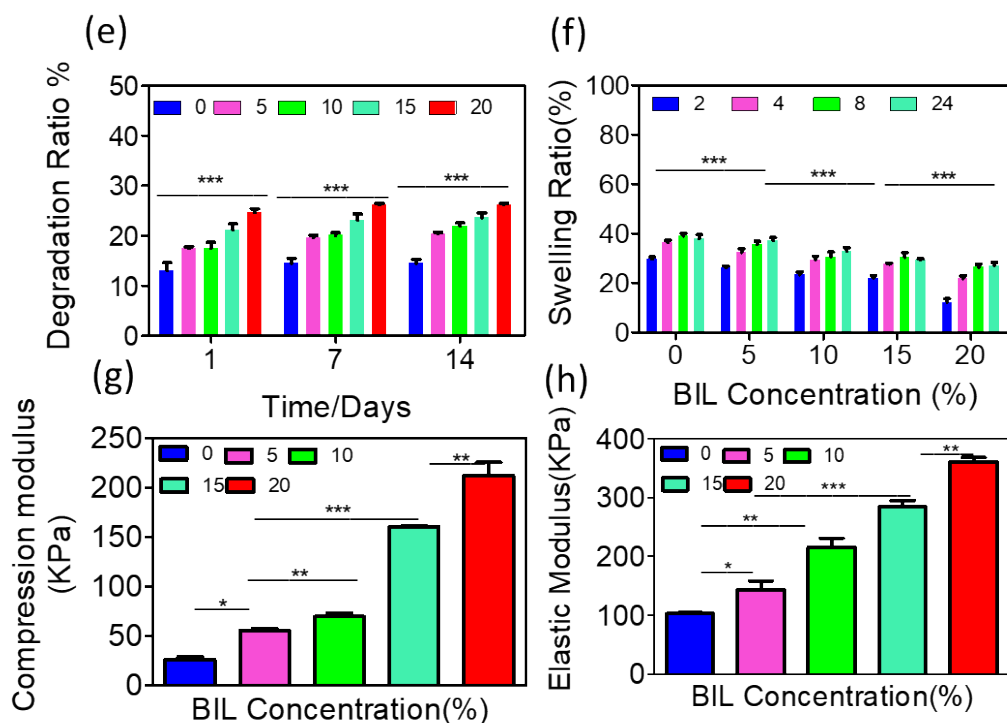 (e)
Degradation Ratio %
50
40
30
20
10
0
0 5 10 15 20
*** *** ***
1 7 14
Time/Days
(f)
Swelling Ratio(%)
100
80
60
40
20
0
2 4 8 24
*** *** ***
0 5 10 15 20
BIL Concentration (%)
(g)
Compression modulus
(KPa)
250
200
150
100
50
0
0 5 10
15 20
* ** *** **
BIL Concentration(%)
(h)
Elastic Modulus(KPa)
400
300
200
100
0
0 5 10
15 20
* ** *** **
BIL Concentration(%)